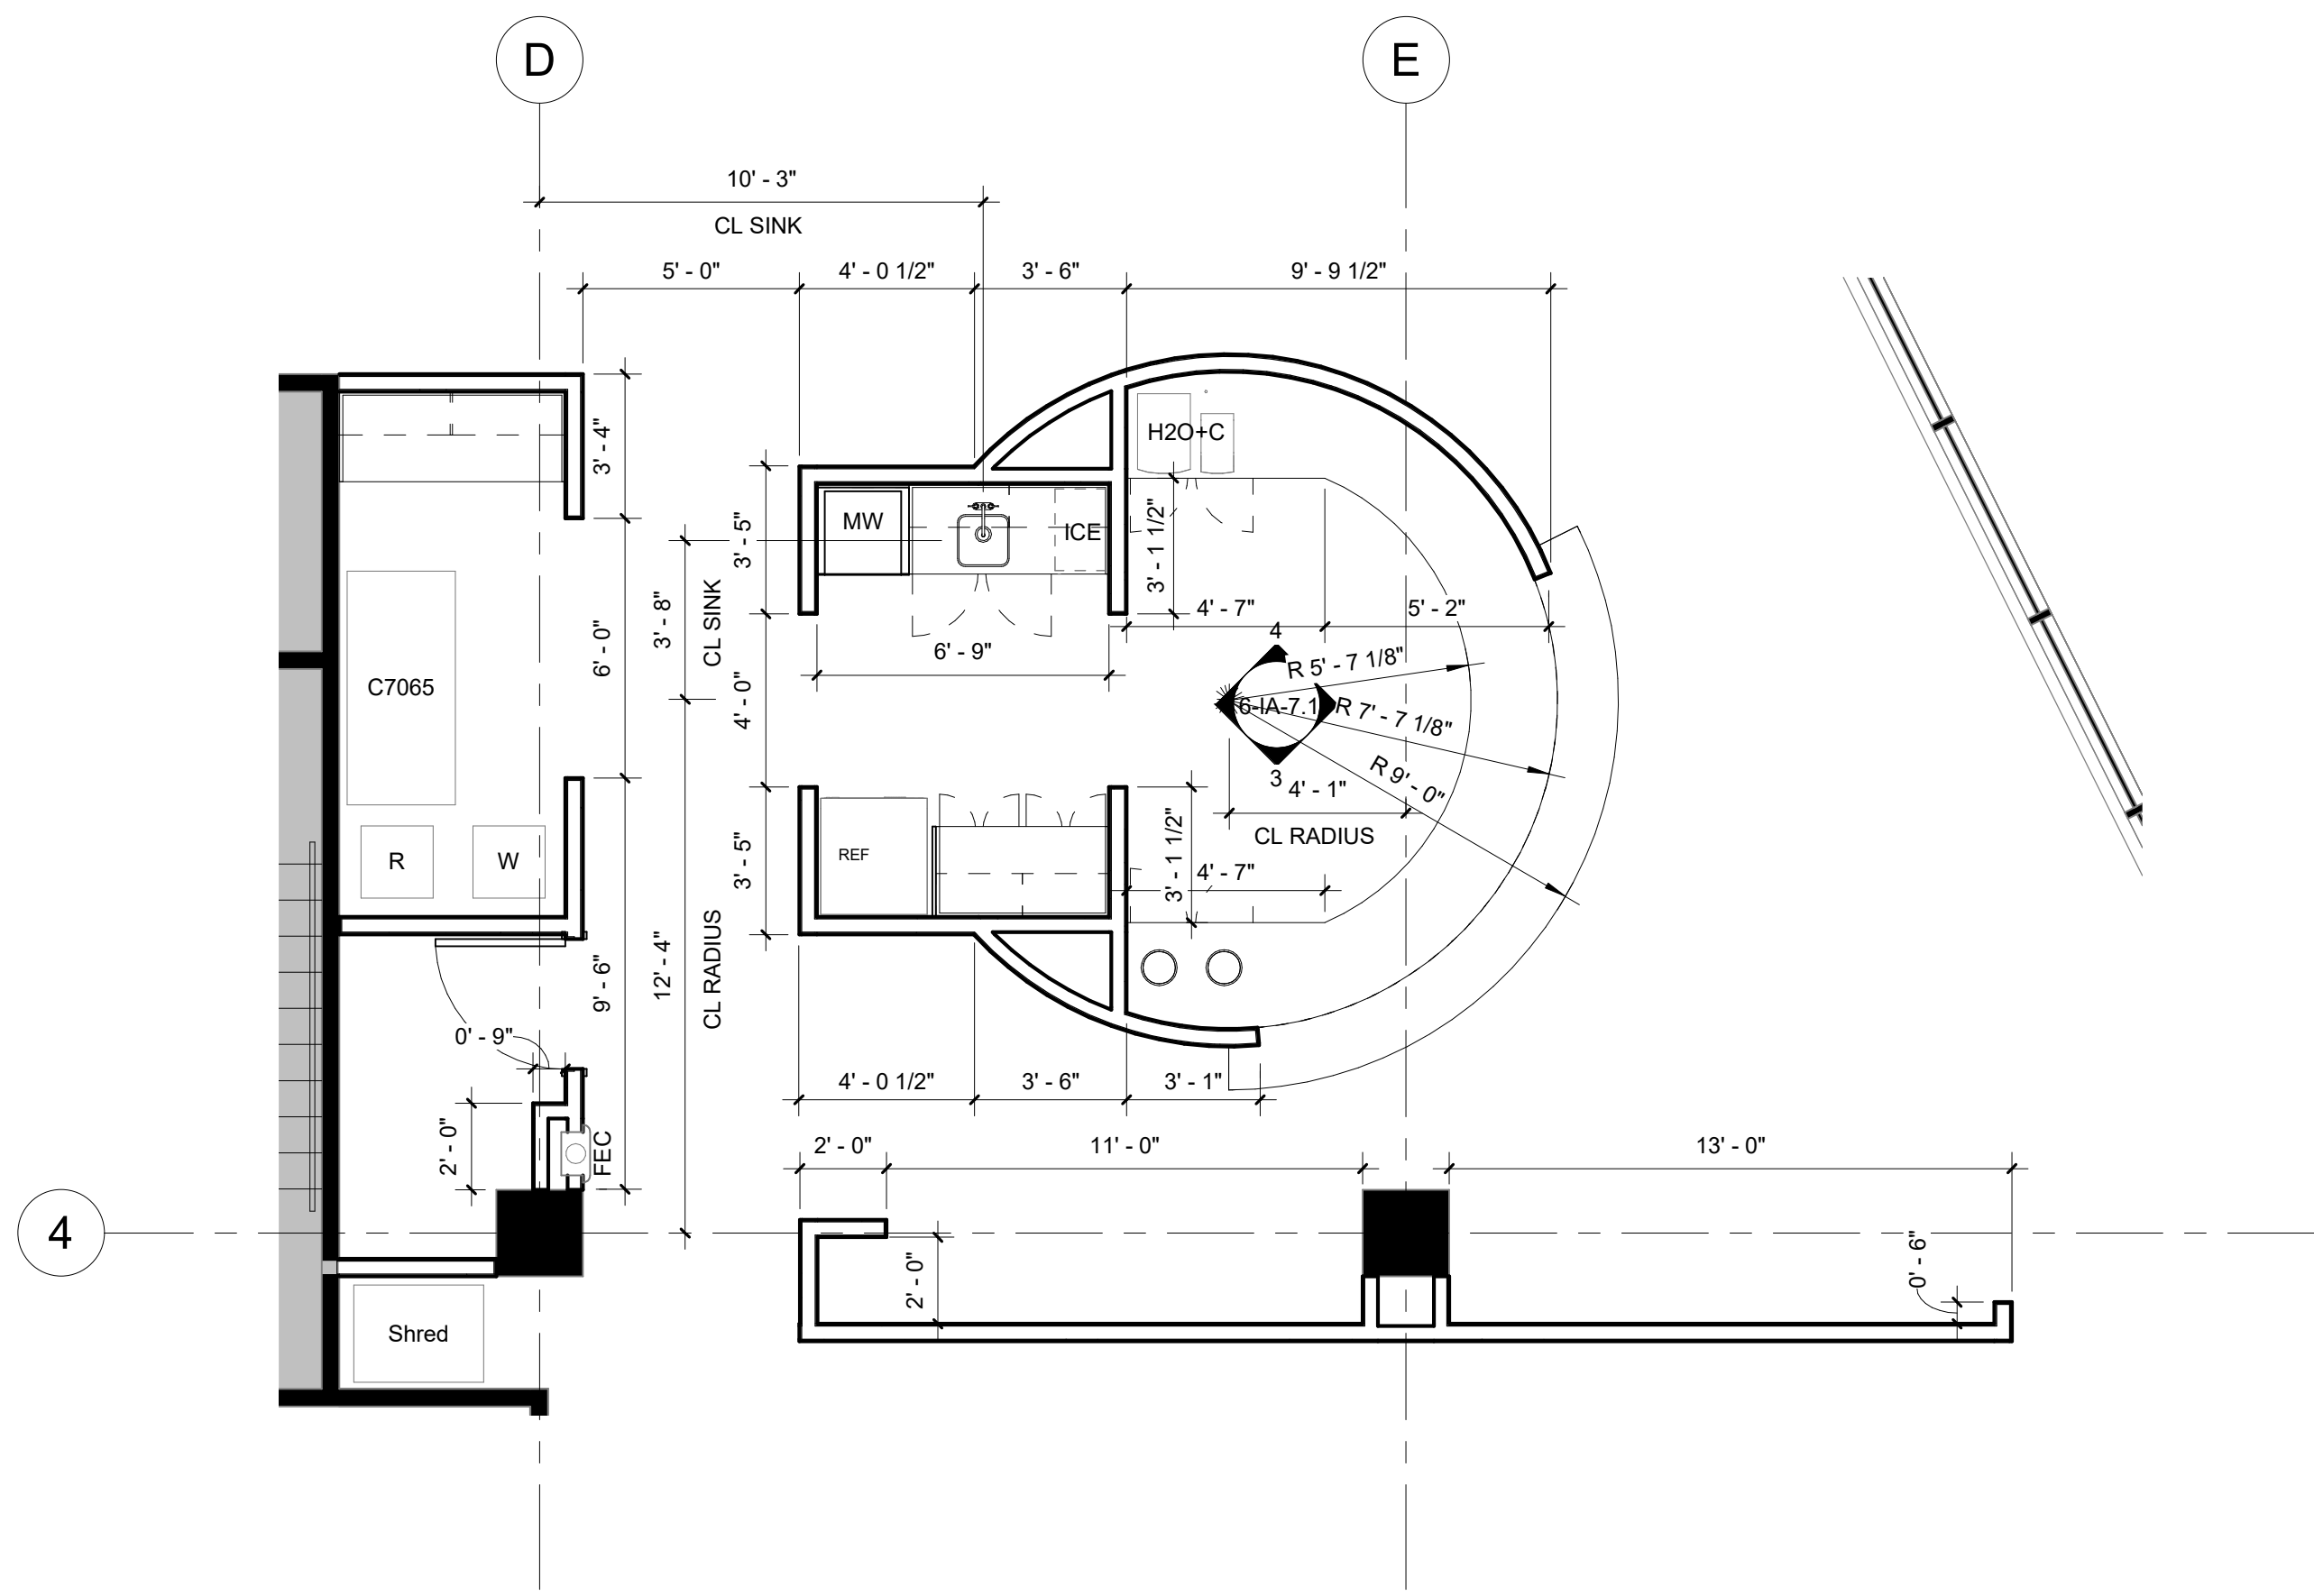 D
E
10' - 3"
CL SINK
5' - 0"
4' - 0 1/2"
3' - 6"
9' - 9 1/2"
3' - 4"
H2O+C
3' - 5"
MW
ICE
3' - 1 1/2"
3' - 8"
CL SINK
6' - 0"
4' - 7"
5' - 2"
6' - 9"
4
R 5' - 7 1/8"
C7065
4' - 0"
6-IA-7.1
R 7' - 7 1/8"
R 9' - 0"
3
4' - 1"
CL RADIUS
R
W
REF
3' - 5"
3' - 1 1/2"
4' - 7"
9' - 6"
12' - 4"
CL RADIUS
0' - 9"
4' - 0 1/2"
3' - 6"
3' - 1"
2' - 0"
FEC
2' - 0"
11' - 0"
13' - 0"
4
2' - 0"
0' - 6"
Shred